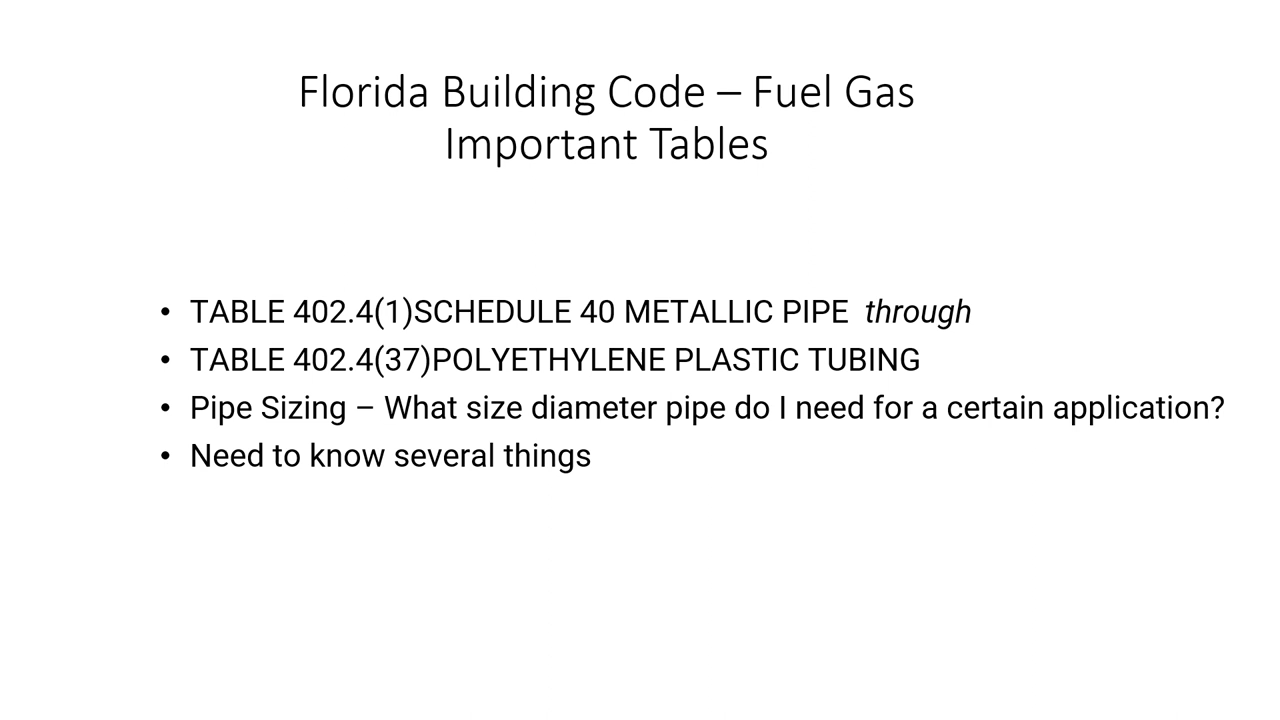 Florida Building Code – Fuel Gas
Important Tables
• TABLE 402.4(1)SCHEDULE 40 METALLIC PIPE through
• TABLE 402.4(37)POLYETHYLENE PLASTIC TUBING
• Pipe Sizing – What size diameter pipe do I need for a certain application?
• Need to know several things